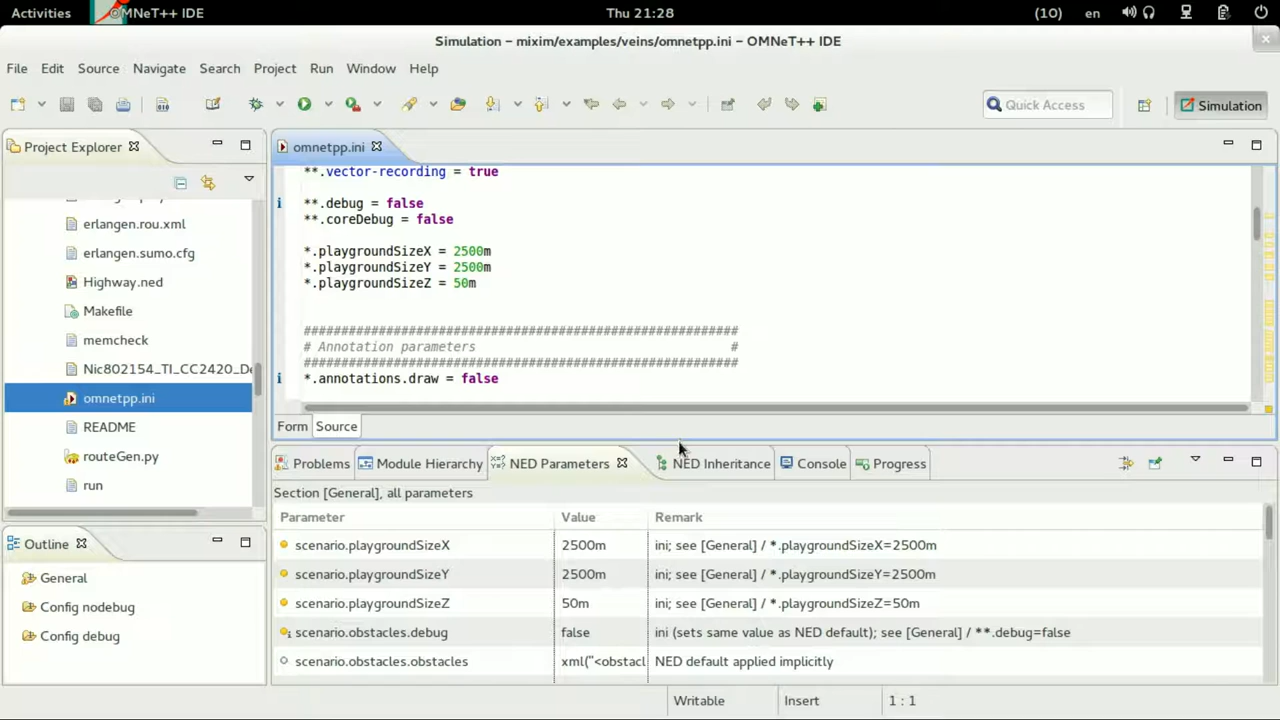 Activities OMNeT++ IDE Thu 21:28 (10) en
Simulation – mixim/examples/veins/omnetpp.ini – OMNeT++ IDE
File Edit Source Navigate Search Project Run Window Help
Quick Access Simulation
Project Explorer
erlangen.rou.xml
erlangen.sumo.cfg
Highway.ned
Makefile
memcheck
Nic802154_TI_CC2420_De
omnetpp.ini
README
routeGen.py
run
Outline
General
Config nodebug
Config debug
omnetpp.ini
**.vector-recording = true
**.debug = false
**.coreDebug = false
*.playgroundSizeX = 2500m
*.playgroundSizeY = 2500m
*.playgroundSizeZ = 50m
##########################################################
# Annotation parameters #
##########################################################
*.annotations.draw = false
Form Source
Problems Module Hierarchy NED Parameters NED Inheritance Console Progress
Section [General], all parameters
Parameter Value Remark
scenario.playgroundSizeX 2500m ini; see [General] / *.playgroundSizeX=2500m
scenario.playgroundSizeY 2500m ini; see [General] / *.playgroundSizeY=2500m
scenario.playgroundSizeZ 50m ini; see [General] / *.playgroundSizeZ=50m
scenario.obstacles.debug false ini (sets same value as NED default); see [General] / **.debug=false
scenario.obstacles.obstacles xml("<obstacl NED default applied implicitly
Writable Insert 1 : 1